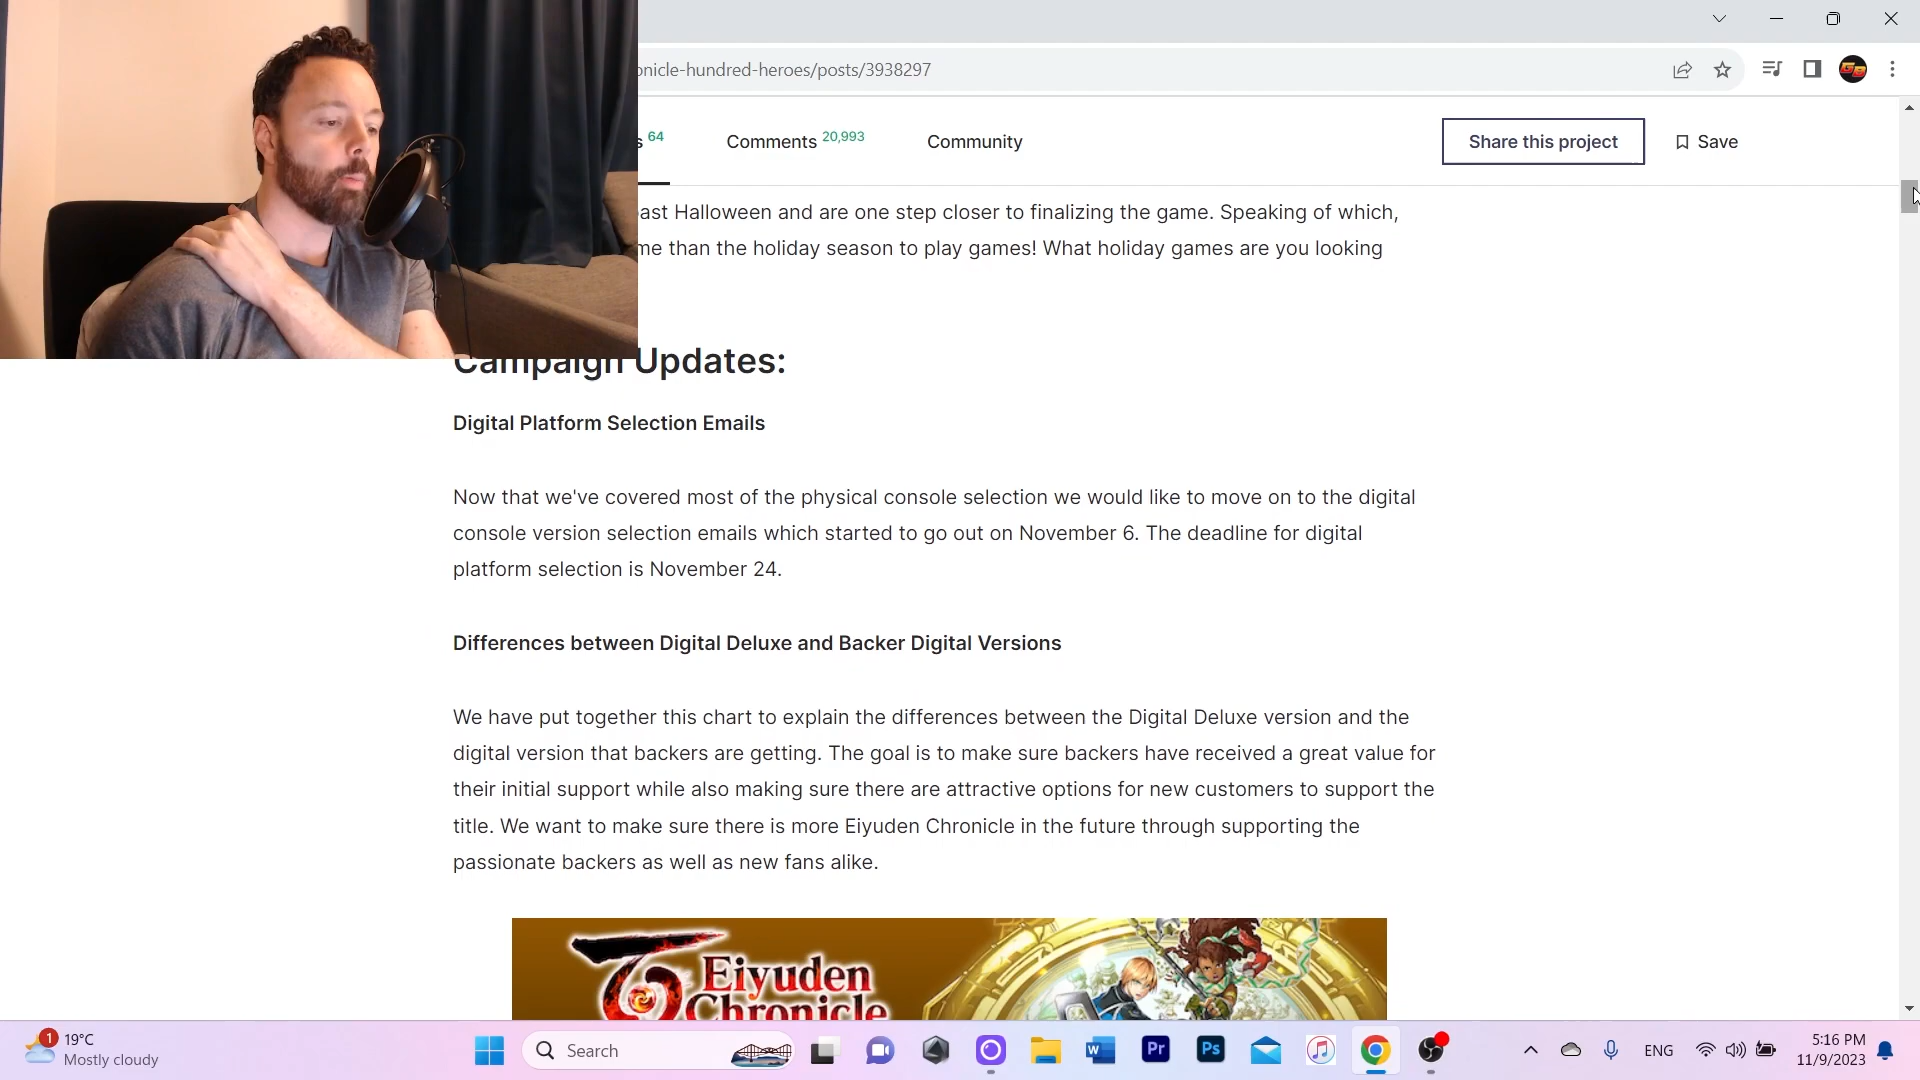 onicle-hundred-heroes/posts/3938297
64
Comments 20,993
Community
Share this project
Save
Halloween and are one step closer to finalizing the game. Speaking of which,
than the holiday season to play games! What holiday games are you looking
Campaign Updates:
Digital Platform Selection Emails
Now that we've covered most of the physical console selection we would like to move on to the digital
console version selection emails which started to go out on November 6. The deadline for digital
platform selection is November 24.
Differences between Digital Deluxe and Backer Digital Versions
We have put together this chart to explain the differences between the Digital Deluxe version and the
digital version that backers are getting. The goal is to make sure backers have received a great value for
their initial support while also making sure there are attractive options for new customers to support the
title. We want to make sure there is more Eiyuden Chronicle in the future through supporting the
passionate backers as well as new fans alike.
Eiyuden
Chronicle
1
19°C
Mostly cloudy
Search
W
Pr
Ps
ENG
5:16 PM
11/9/2023